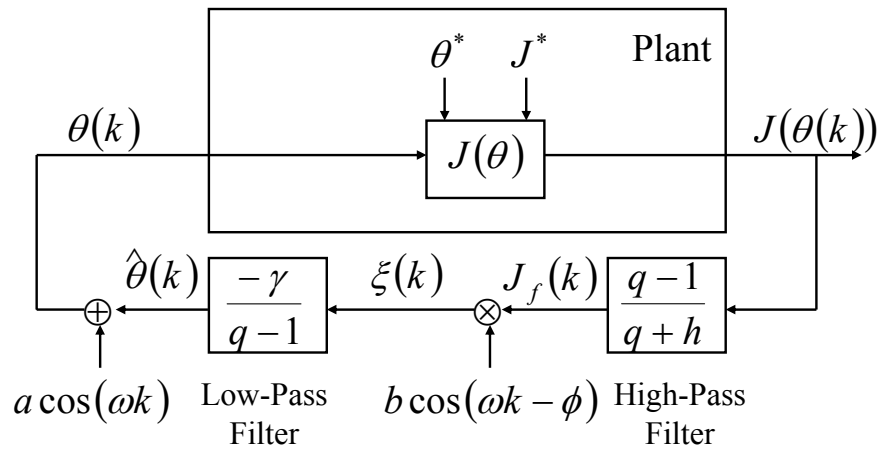 Plant
θ* J*
θ(k) J(θ) J(θ(k))
θ̂(k) -γ / q-1 ξ(k) J_f(k) q-1 / q+h
+ ×
a cos(ωk) Low-Pass Filter b cos(ωk-ϕ) High-Pass Filter